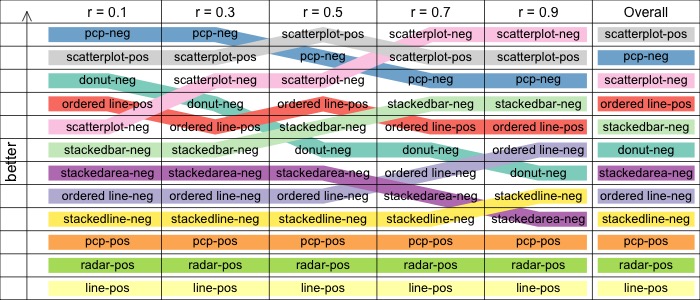 r = 0.1 r = 0.3 r = 0.5 r = 0.7 r = 0.9 Overall
pcp-neg pcp-neg scatterplot-pos scatterplot-neg scatterplot-neg scatterplot-pos
scatterplot-pos scatterplot-pos pcp-neg scatterplot-pos scatterplot-pos pcp-neg
donut-neg scatterplot-neg scatterplot-neg pcp-neg pcp-neg scatterplot-neg
ordered line-pos donut-neg ordered line-pos stackedbar-neg stackedbar-neg ordered line-pos
scatterplot-neg ordered line-pos stackedbar-neg ordered line-pos ordered line-pos stackedbar-neg
stackedbar-neg stackedbar-neg donut-neg donut-neg ordered line-neg donut-neg
stackedarea-neg stackedarea-neg stackedarea-neg ordered line-neg donut-neg stackedarea-neg
ordered line-neg ordered line-neg ordered line-neg stackedarea-neg stackedline-neg ordered line-neg
stackedline-neg stackedline-neg stackedline-neg stackedline-neg stackedarea-neg stackedline-neg
pcp-pos pcp-pos pcp-pos pcp-pos pcp-pos pcp-pos
radar-pos radar-pos radar-pos radar-pos radar-pos radar-pos
line-pos line-pos line-pos line-pos line-pos line-pos
better